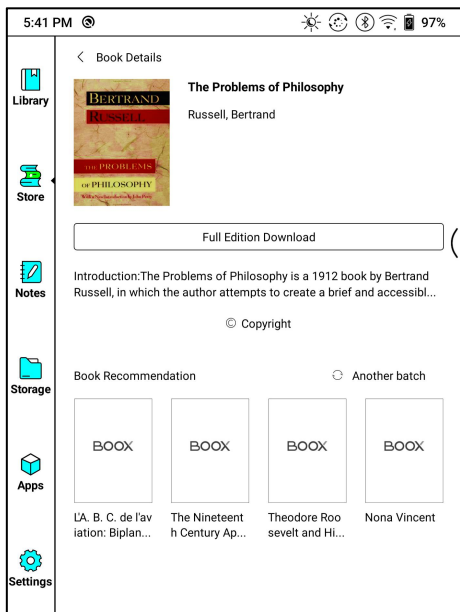 5:41 PM
97%
Library
Store
Notes
Storage
Apps
Settings
Book Details
BERTRAND
RUSSELL
THE PROBLEMS
OF PHILOSOPHY
The Problems of Philosophy
Russell, Bertrand
Full Edition Download
Introduction:The Problems of Philosophy is a 1912 book by Bertrand
Russell, in which the author attempts to create a brief and accessibl...
© Copyright
Book Recommendation
Another batch
BOOX
BOOX
BOOX
BOOX
L'A. B. C. de l'av
iation: Biplan...
The Nineteent
h Century Ap...
Theodore Roo
sevelt and Hi...
Nona Vincent